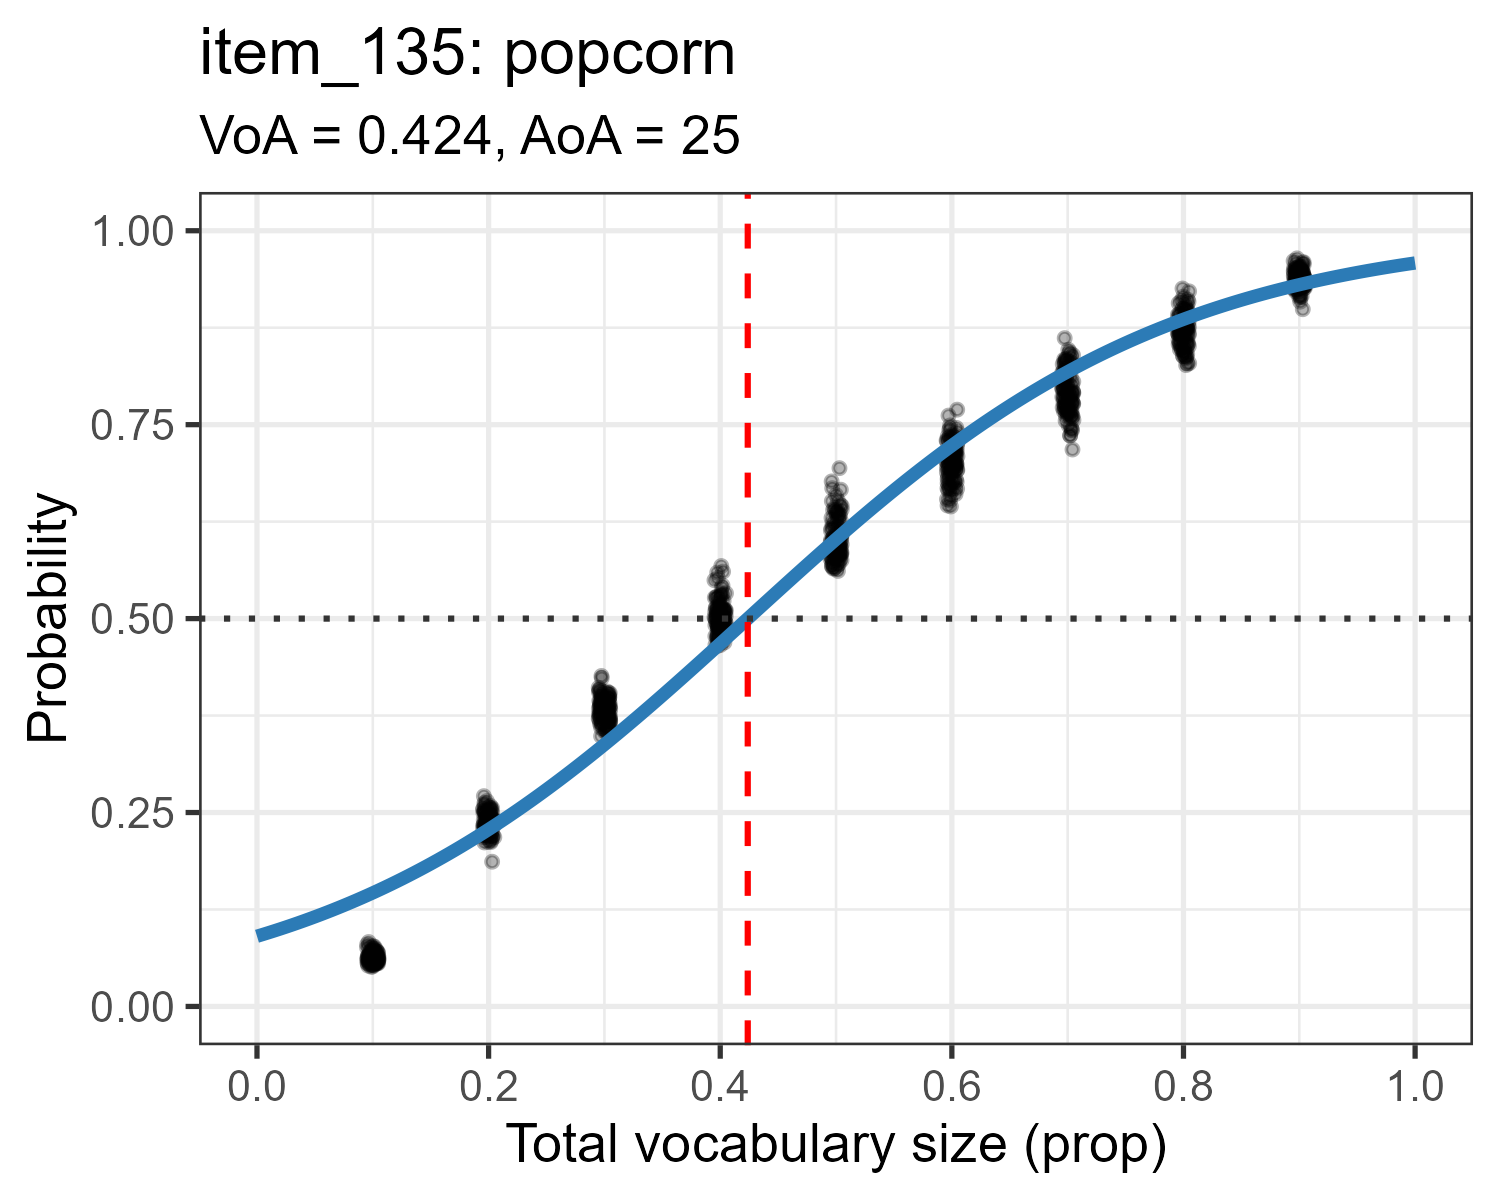 item_135: popcorn
VoA = 0.424, AoA = 25
1.00
0.75
0.50
0.25
0.00
Probability
0.0 0.2 0.4 0.6 0.8 1.0
Total vocabulary size (prop)